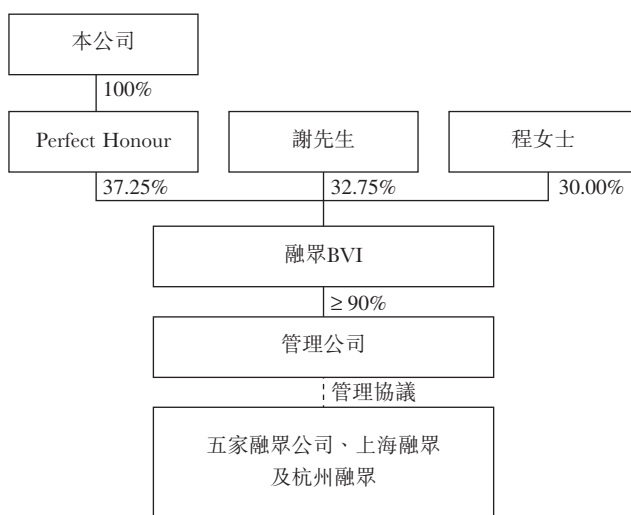 本公司
100%
Perfect Honour
謝先生
程女士
37.25%
32.75%
30.00%
融眾BVI
≥ 90%
管理公司
管理協議
五家融眾公司、上海融眾
及杭州融眾